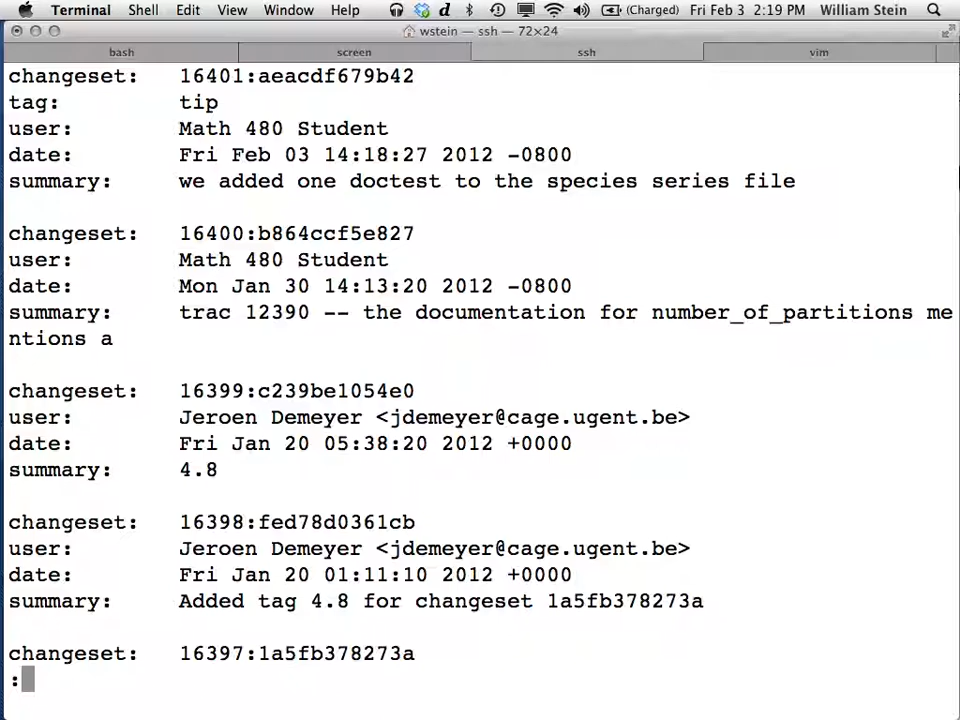 Terminal Shell Edit View Window Help d (Charged) Fri Feb 3 2:19 PM William Stein
wstein — ssh — 72×24
bash screen ssh vim
changeset: 16401:aeacdf679b42
tag: tip
user: Math 480 Student
date: Fri Feb 03 14:18:27 2012 -0800
summary: we added one doctest to the species series file
changeset: 16400:b864ccf5e827
user: Math 480 Student
date: Mon Jan 30 14:13:20 2012 -0800
summary: trac 12390 -- the documentation for number_of_partitions me
ntions a
changeset: 16399:c239be1054e0
user: Jeroen Demeyer <jdemeyer@cage.ugent.be>
date: Fri Jan 20 05:38:20 2012 +0000
summary: 4.8
changeset: 16398:fed78d0361cb
user: Jeroen Demeyer <jdemeyer@cage.ugent.be>
date: Fri Jan 20 01:11:10 2012 +0000
summary: Added tag 4.8 for changeset 1a5fb378273a
changeset: 16397:1a5fb378273a
: